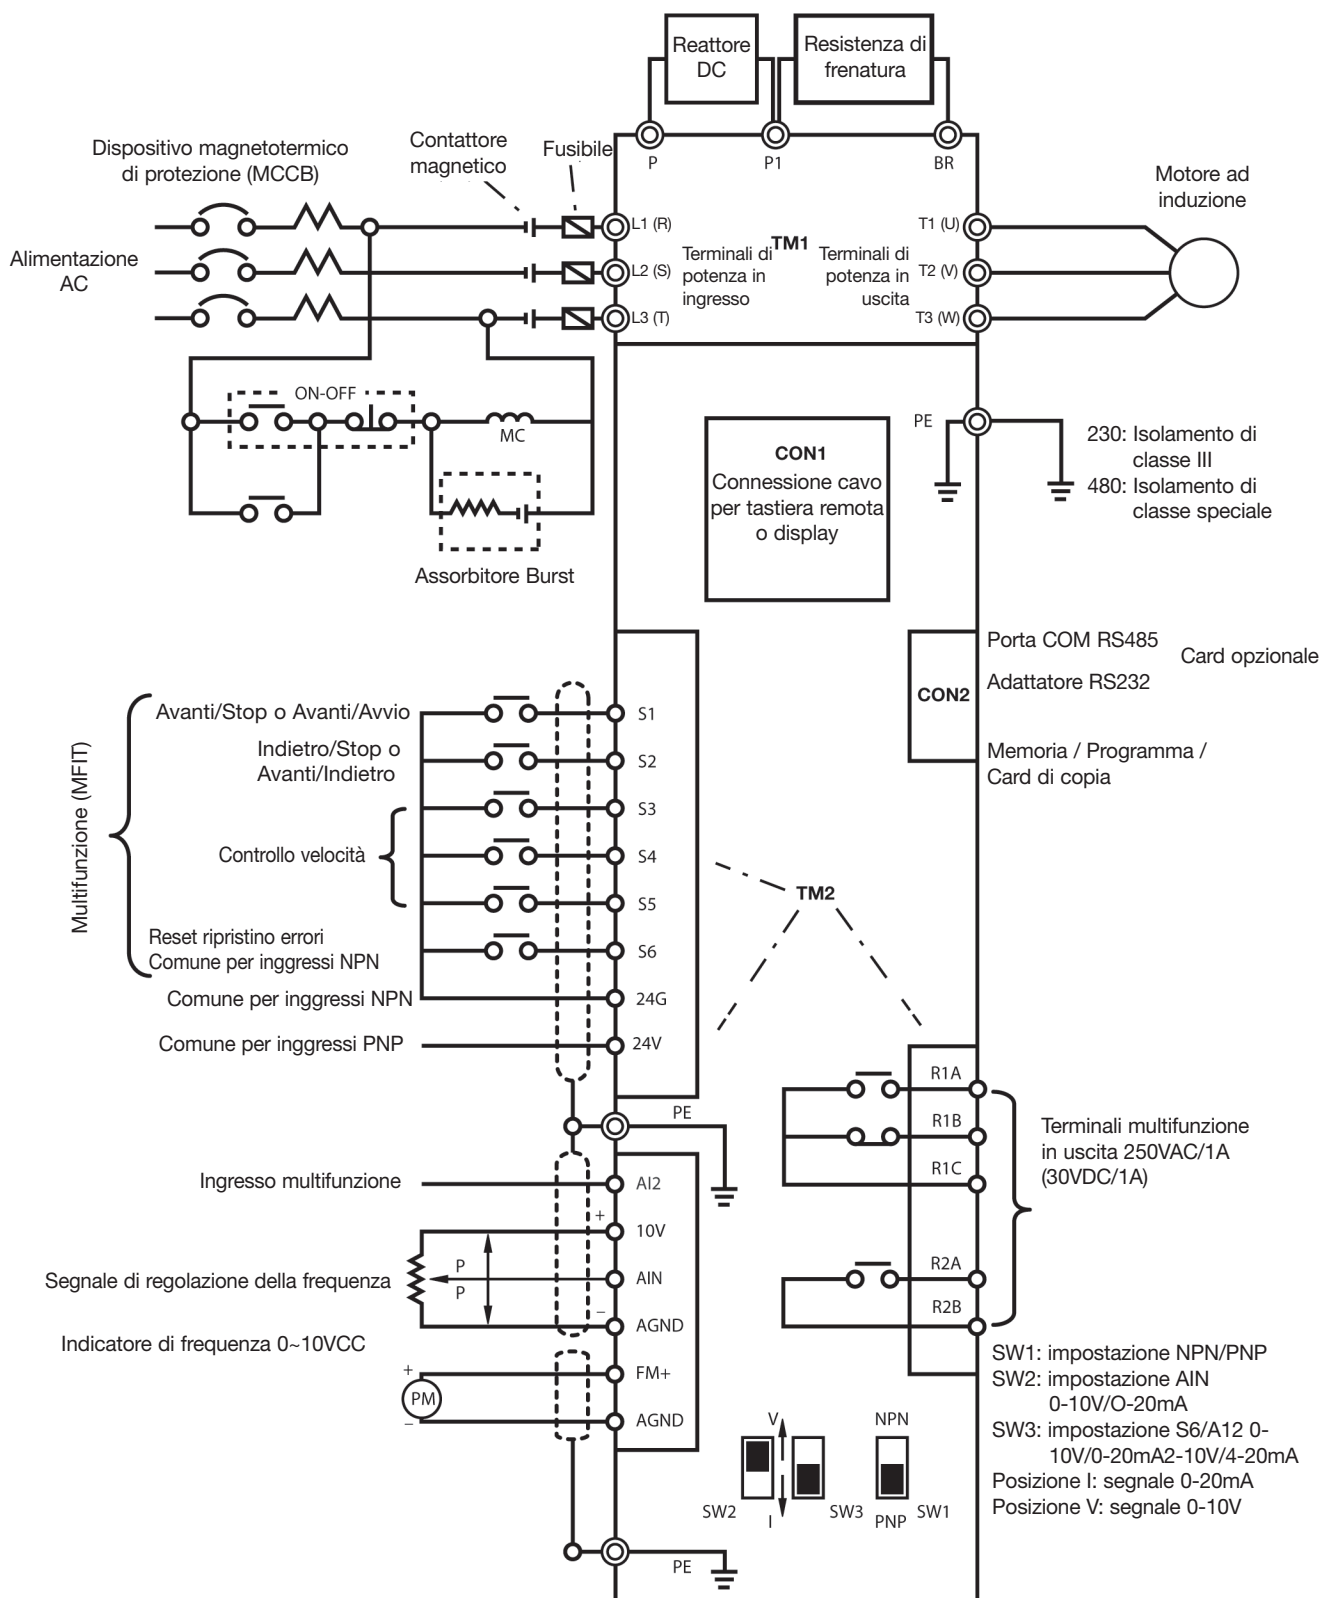 Reattore
DC
Resistenza di
frenatura
P
P1
BR
Dispositivo magnetotermico
di protezione (MCCB)
Contattore
magnetico
Fusibile
Motore ad
induzione
Alimentazione
AC
L1 (R)
L2 (S)
L3 (T)
Terminali di
potenza in
ingresso
TM1
Terminali di
potenza in
uscita
T1 (U)
T2 (V)
T3 (W)
ON-OFF
MC
Assorbitore Burst
CON1
Connessione cavo
per tastiera remota
o display
PE
230: Isolamento di
classe III
480: Isolamento di
classe speciale
CON2
Porta COM RS485
Adattatore RS232
Card opzionale
Memoria / Programma /
Card di copia
Multifunzione (MFIT)
Avanti/Stop o Avanti/Avvio
Indietro/Stop o
Avanti/Indietro
Controllo velocità
Reset ripristino errori
Comune per inggressi NPN
Comune per inggressi NPN
Comune per inggressi PNP
S1
S2
S3
S4
S5
S6
24G
24V
TM2
PE
R1A
R1B
R1C
R2A
R2B
Terminali multifunzione
in uscita 250VAC/1A
(30VDC/1A)
Ingresso multifunzione
AI2
+
10V
P
P
AIN
Segnale di regolazione della frequenza
−
AGND
Indicatore di frequenza 0~10VCC
+
PM
−
FM+
AGND
V
I
SW2
SW3
NPN
PNP
SW1
SW1: impostazione NPN/PNP
SW2: impostazione AIN
0-10V/O-20mA
SW3: impostazione S6/A12 0-
10V/0-20mA2-10V/4-20mA
Posizione I: segnale 0-20mA
Posizione V: segnale 0-10V
PE